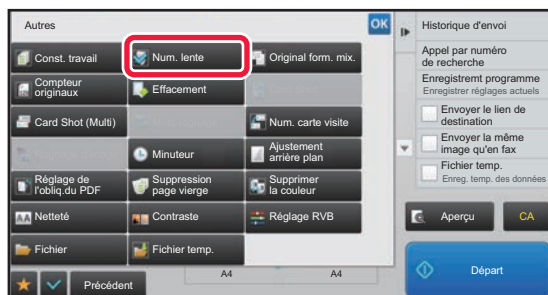 Autres
OK
Const. travail
Num. lente
Original form. mix.
Compteur
originaux
Effacement
Card Shot (Multi)
Num. carte visite
Minuteur
Ajustement
arrière plan
Réglage de
l'obliq.du PDF
Suppression
page vierge
Supprimer
la couleur
Netteté
Contraste
Réglage RVB
Fichier
Fichier temp.
Précédent
A4
A4
Historique d'envoi
Appel par numéro
de recherche
Enregistremt programme
Enregistrer réglages actuels
Envoyer le lien de
destination
Envoyer la même
image qu'en fax
Fichier temp.
Enreg. temp. des données
Aperçu
CA
Départ